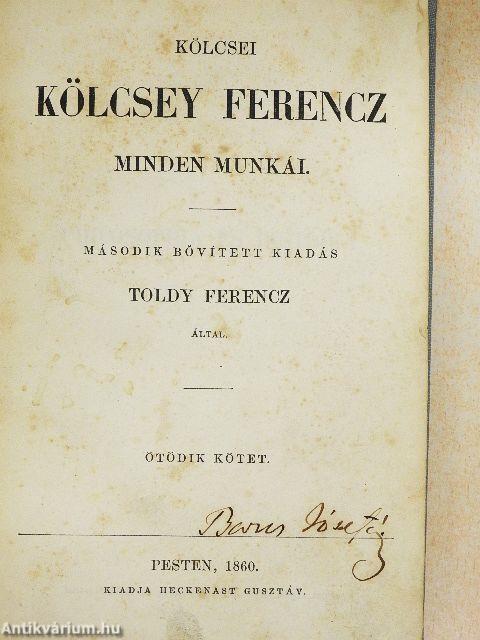 KÖLCSEI
KÖLCSEY FERENCZ
MINDEN MUNKÁI.
MÁSODIK BŐVÍTETT KIADÁS
TOLDY FERENCZ
ÁLTAL.
ÖTÖDIK KÖTET.
PESTEN, 1860.
KIADJA HECKENAST GUSZTÁV.
Antikvárium.hu